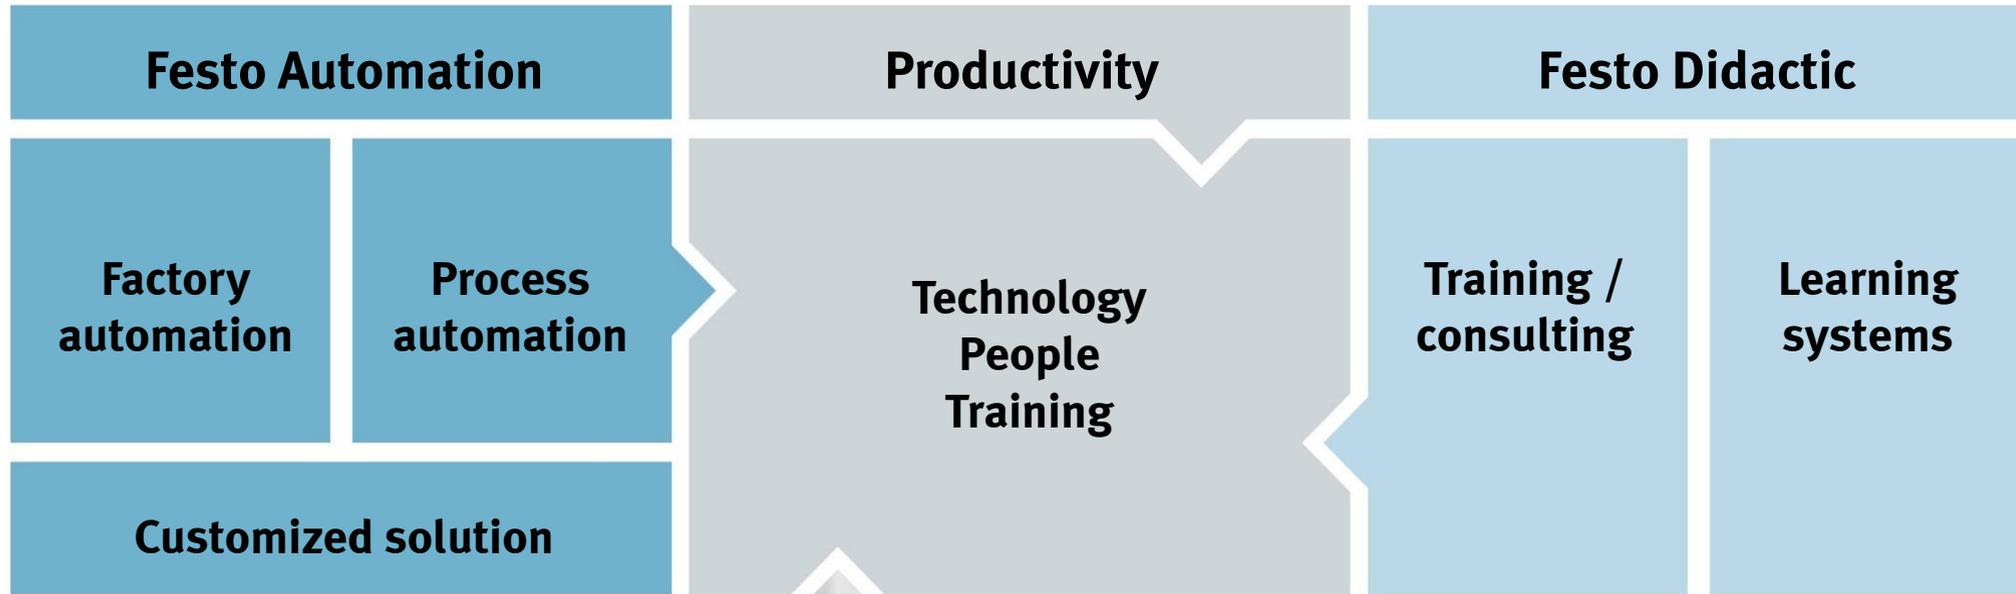 Festo Automation
Productivity
Festo Didactic
Factory
automation
Process
automation
Technology
People
Training
Training /
consulting
Learning
systems
Customized solution